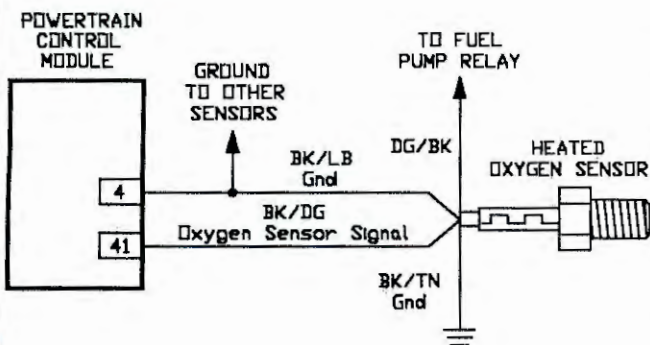 POWERTRAIN
CONTROL
MODULE
GROUND
TO OTHER
SENSORS
TO FUEL
PUMP RELAY
HEATED
OXYGEN SENSOR
BK/LB
Gnd
DG/BK
4
BK/DG
Oxygen Sensor Signal
41
BK/TN
Gnd